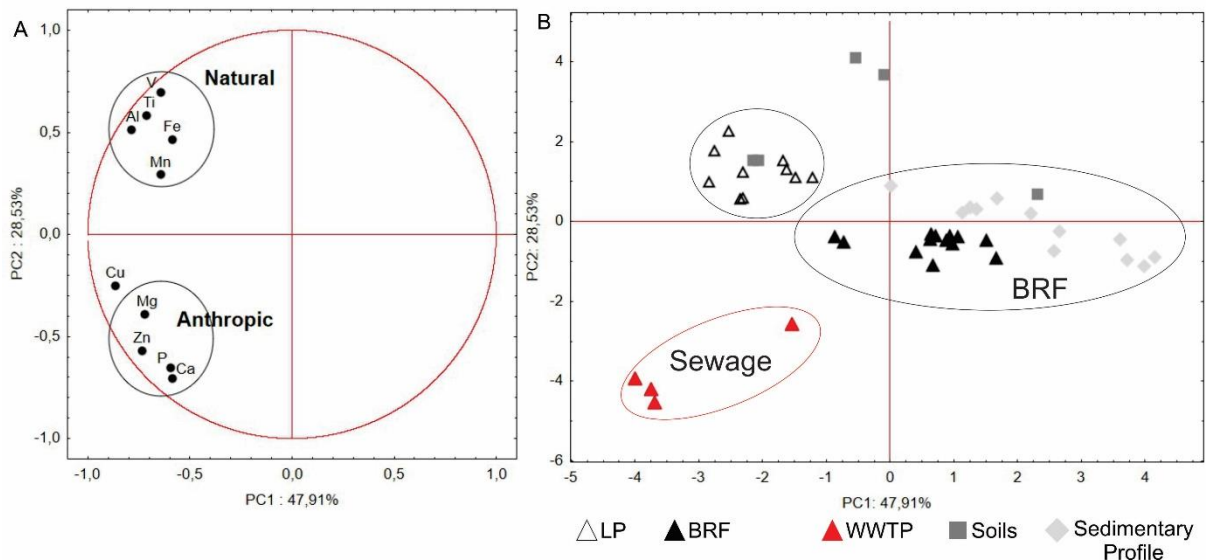 A
1,0
0,5
0,0
-0,5
-1,0
PC2 : 28,53%
-1,0
-0,5
0,0
0,5
1,0
PC1 : 47,91%
Natural
V
Ti
Al
Fe
Mn
Cu
Mg
Anthropic
Zn
P
Ca
B
4
2
0
-2
-4
-6
PC2: 28,53%
-5
-4
-3
-2
-1
0
1
2
3
4
PC1: 47,91%
BRF
Sewage
LP
BRF
WWTP
Soils
Sedimentary
Profile